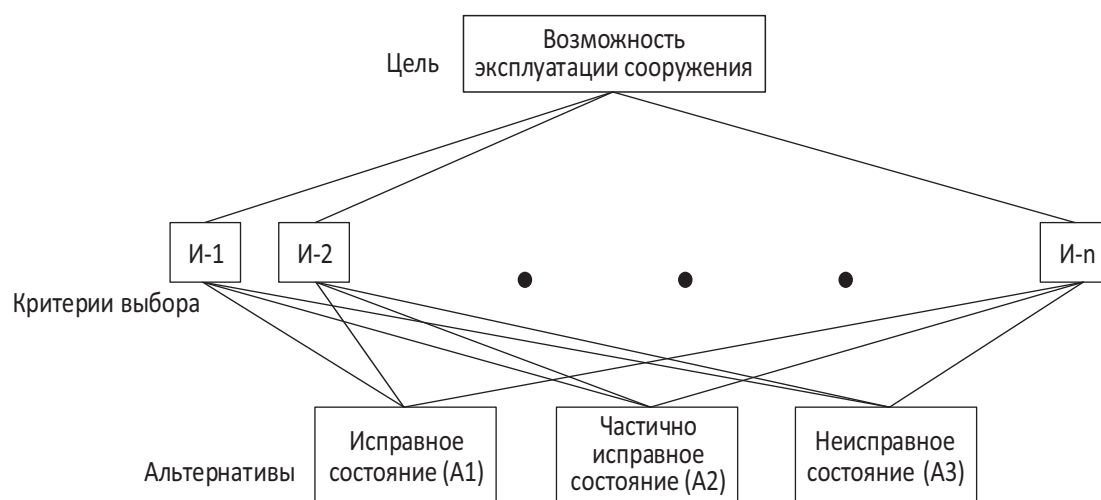 Цель
Возможность
эксплуатации сооружения
И-1
И-2
И-n
Критерии выбора
Альтернативы
Исправное
состояние (А1)
Частично
исправное
состояние (А2)
Неисправное
состояние (А3)